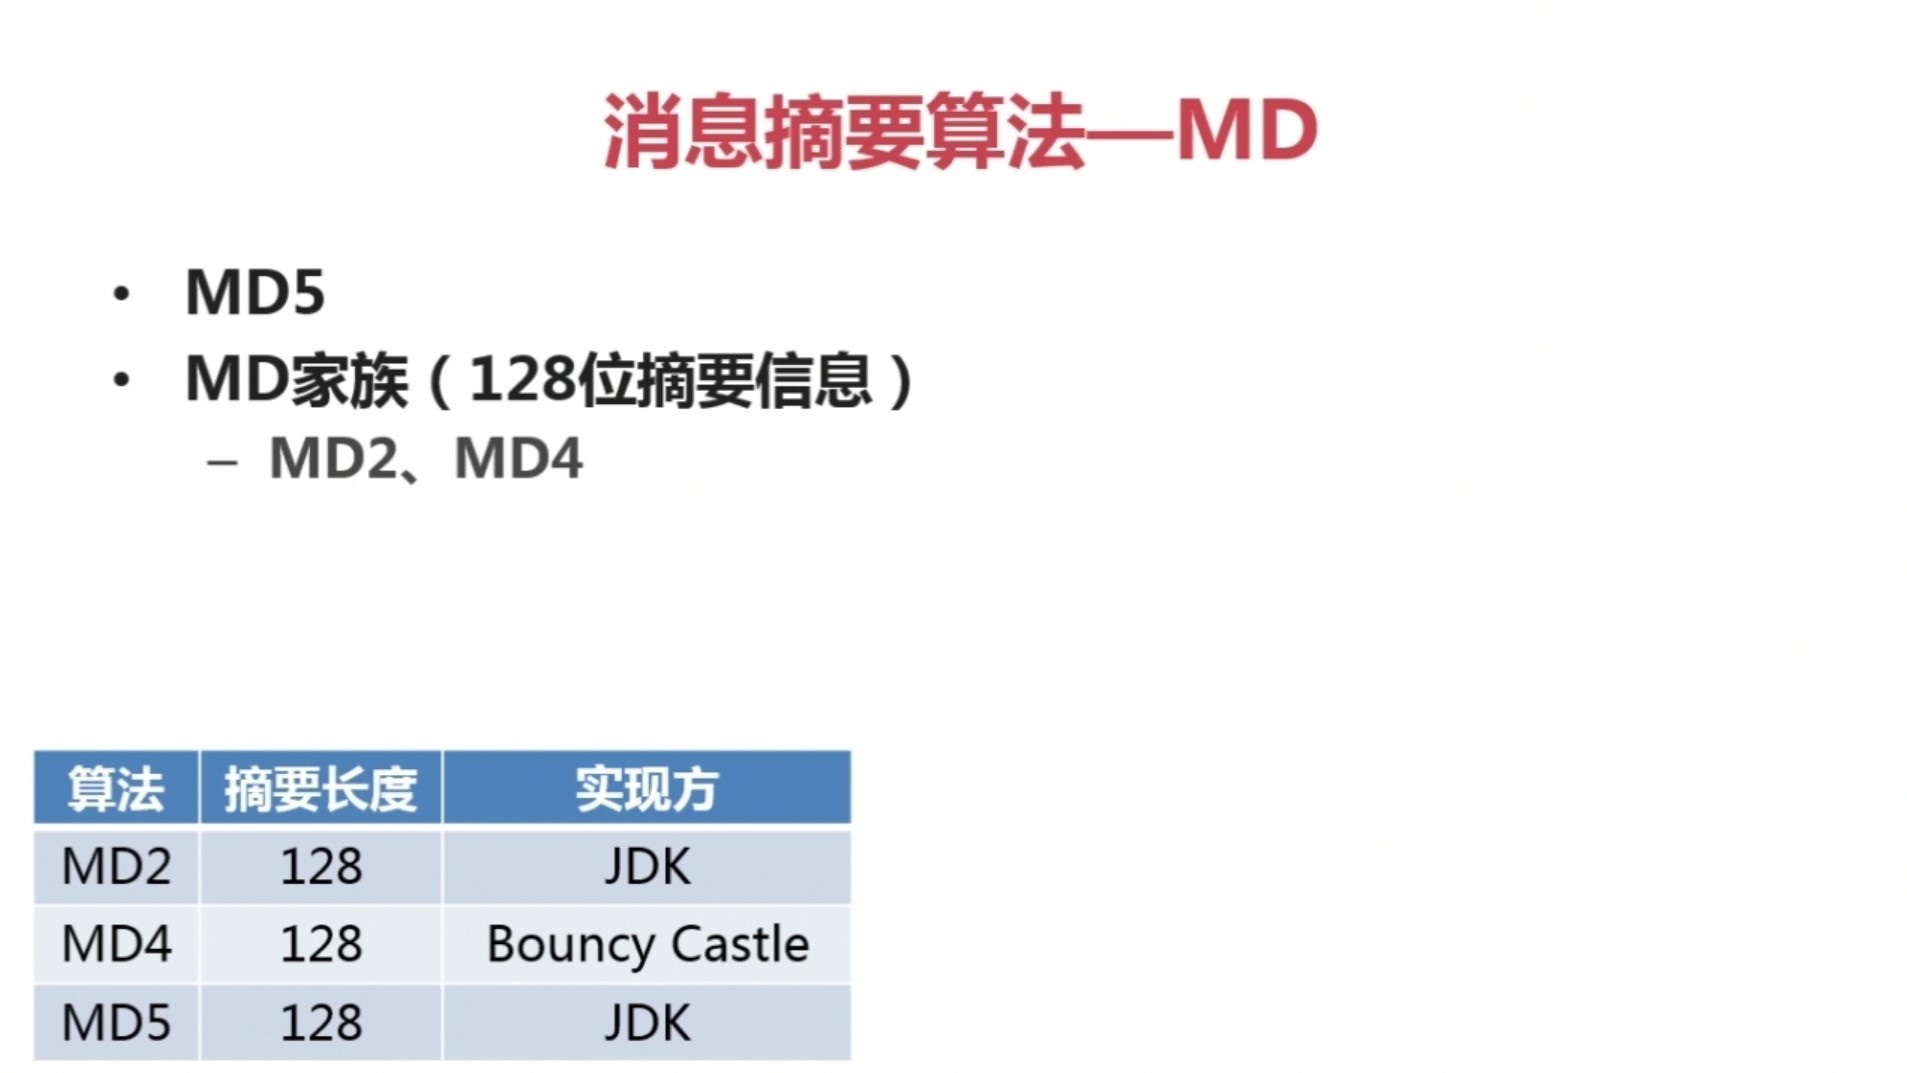 消息摘要算法—MD
• MD5
• MD家族（128位摘要信息）
– MD2、MD4
算法 摘要长度 实现方
MD2 128 JDK
MD4 128 Bouncy Castle
MD5 128 JDK